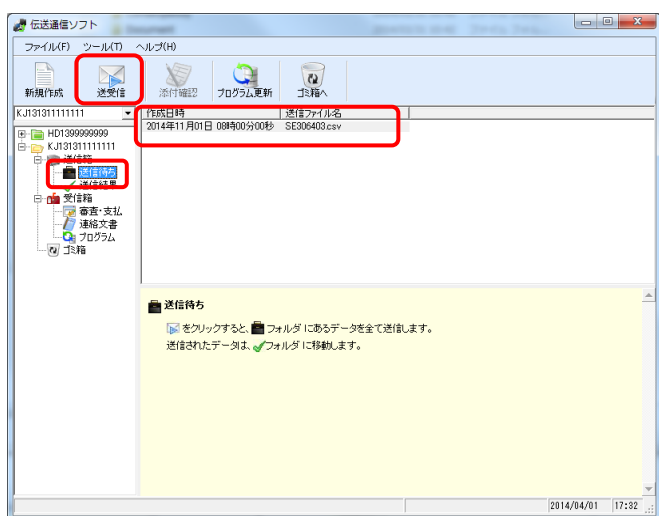 伝送通信ソフト
ファイル(F) ツール(T) ヘルプ(H)
新規作成 送受信 添付確認 プログラム更新 ゴミ箱へ
KJ131311111111
作成日時 送信ファイル名
2014年11月01日 08時00分00秒 SE306403.csv
HD1399999999
KJ131311111111
送信箱
送信待ち
送信結果
受信箱
審査・支払
連絡文書
プログラム
ゴミ箱
送信待ち
をクリックすると、フォルダにあるデータを全て送信します。
送信されたデータは、フォルダに移動します。
2014/04/01 17:32